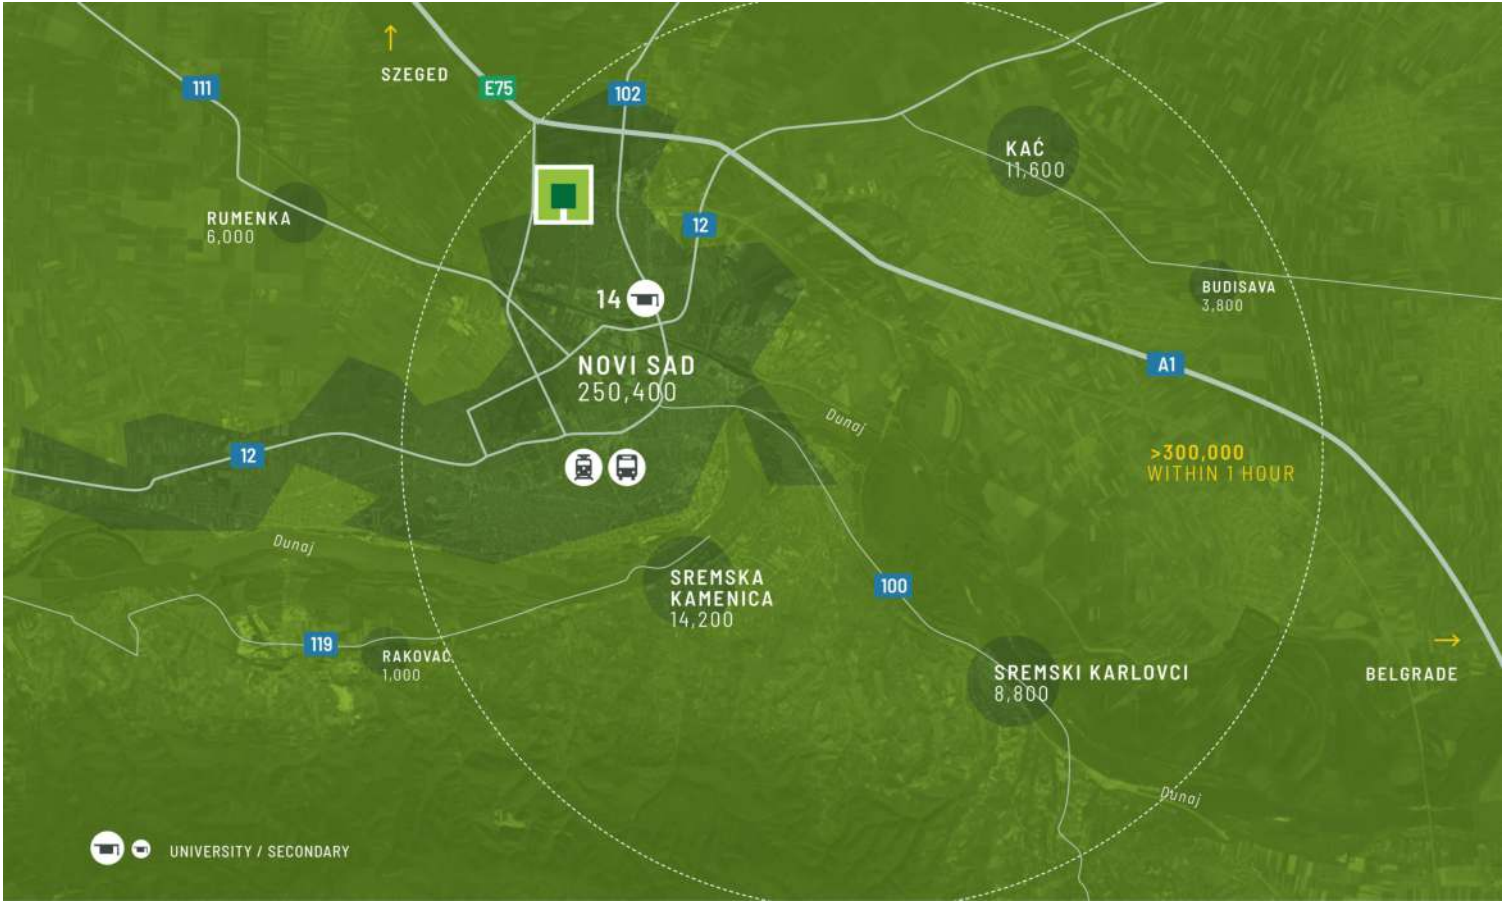 SZEGED
111
E75
102
KAĆ
11,600
RUMENKA
6,000
12
BUDISAVA
3,800
14
NOVI SAD
250,400
A1
Dunaj
12
>300,000
WITHIN 1 HOUR
Dunaj
SREMSKA
KAMENICA
14,200
100
119
RAKOVAC
1,000
SREMSKI KARLOVCI
8,800
BELGRADE
Dunaj
UNIVERSITY / SECONDARY